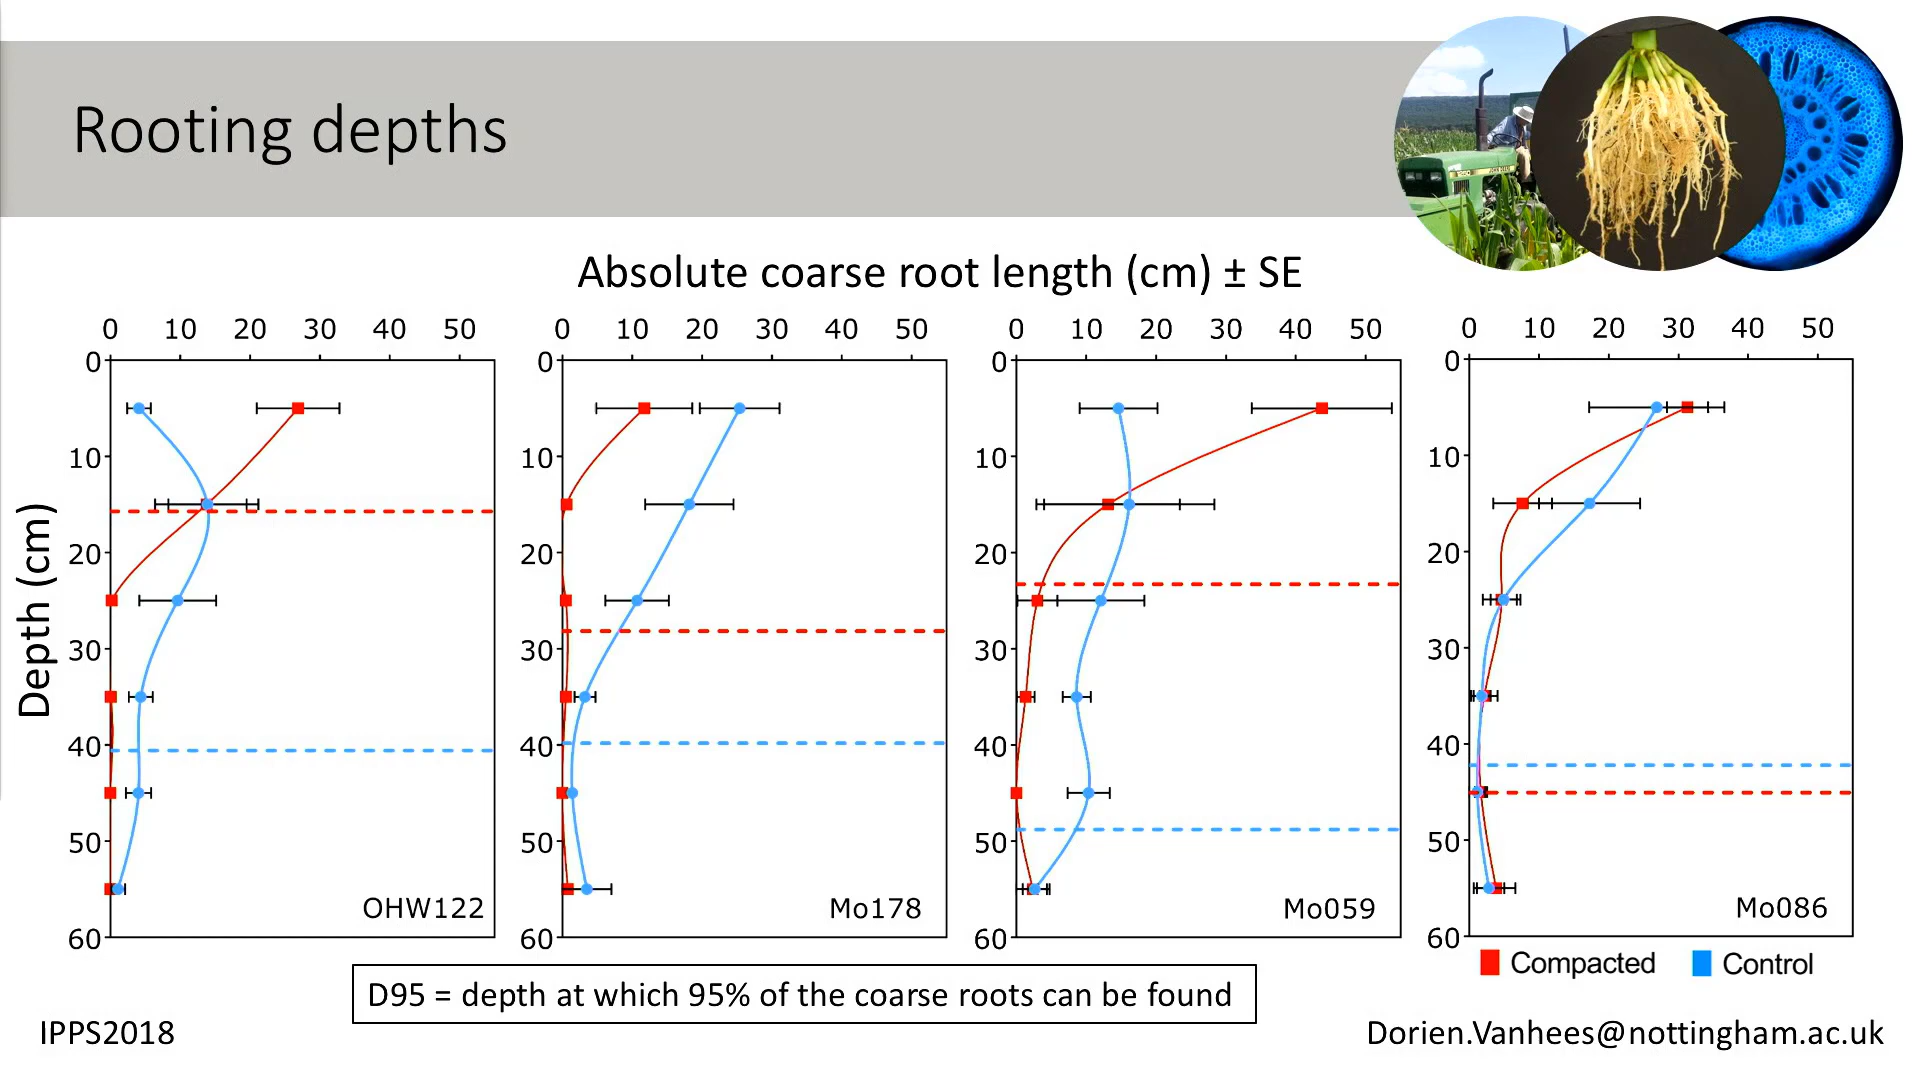 Rooting depths
Absolute coarse root length (cm) ± SE
0 10 20 30 40 50
0 10 20 30 40 50
0 10 20 30 40 50
0 10 20 30 40 50
Depth (cm)
0
10
20
30
40
50
60
OHW122
0
10
20
30
40
50
60
Mo178
0
10
20
30
40
50
60
Mo059
0
10
20
30
40
50
60
Mo086
Compacted Control
D95 = depth at which 95% of the coarse roots can be found
IPPS2018
Dorien.Vanhees@nottingham.ac.uk